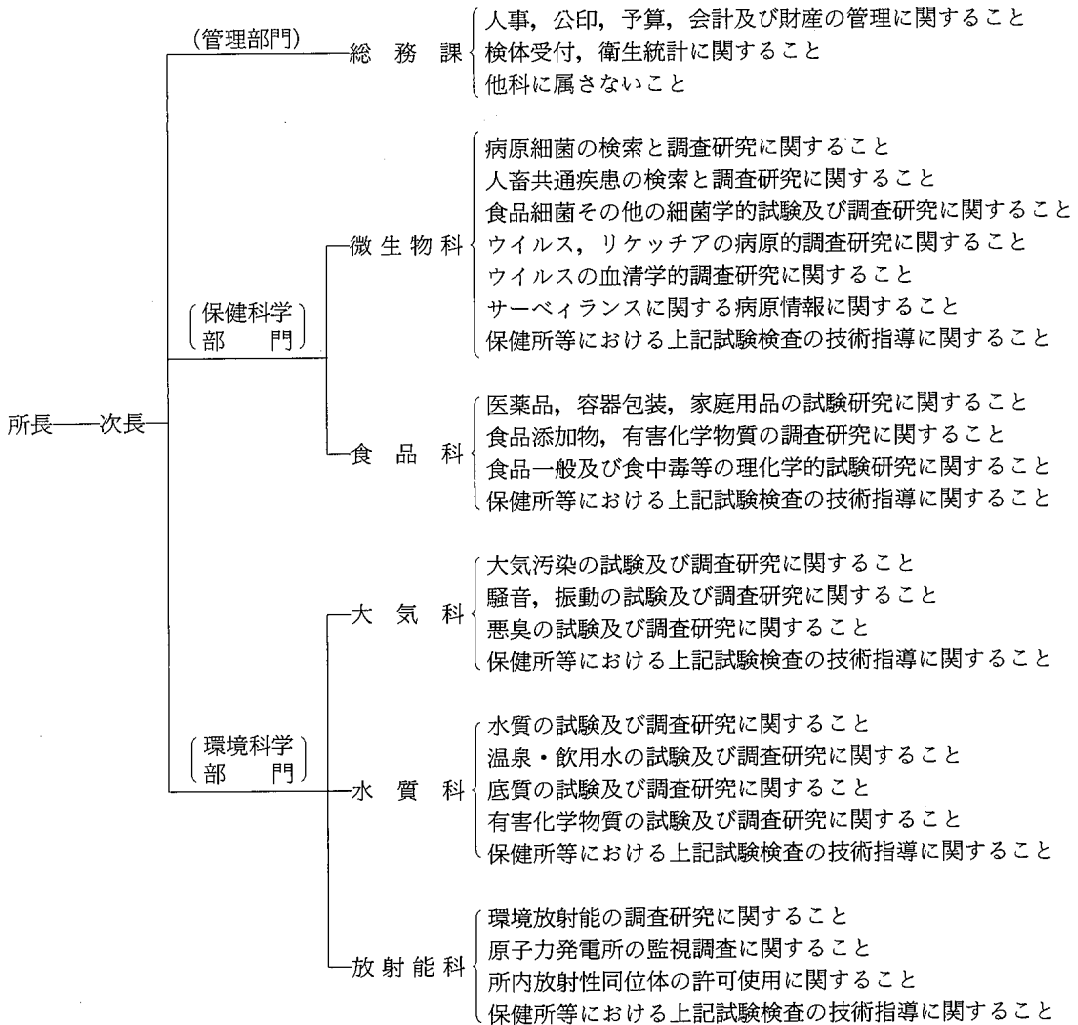 所長
次長
(管理部門)
総務課
人事，公印，予算，会計及び財産の管理に関すること
検体受付，衛生統計に関すること
他科に属さないこと
保健科学
部門
微生物科
病原細菌の検索と調査研究に関すること
人畜共通疾患の検索と調査研究に関すること
食品細菌その他の細菌学的試験及び調査研究に関すること
ウイルス，リケッチアの病原的調査研究に関すること
ウイルスの血清学的調査研究に関すること
サーベィランスに関する病原情報に関すること
保健所等における上記試験検査の技術指導に関すること
食品科
医薬品，容器包装，家庭用品の試験研究に関すること
食品添加物，有害化学物質の調査研究に関すること
食品一般及び食中毒等の理化学的試験研究に関すること
保健所等における上記試験検査の技術指導に関すること
環境科学
部門
大気科
大気汚染の試験及び調査研究に関すること
騒音，振動の試験及び調査研究に関すること
悪臭の試験及び調査研究に関すること
保健所等における上記試験検査の技術指導に関すること
水質科
水質の試験及び調査研究に関すること
温泉・飲用水の試験及び調査研究に関すること
底質の試験及び調査研究に関すること
有害化学物質の試験及び調査研究に関すること
保健所等における上記試験検査の技術指導に関すること
放射能科
環境放射能の調査研究に関すること
原子力発電所の監視調査に関すること
所内放射性同位体の許可使用に関すること
保健所等における上記試験検査の技術指導に関すること